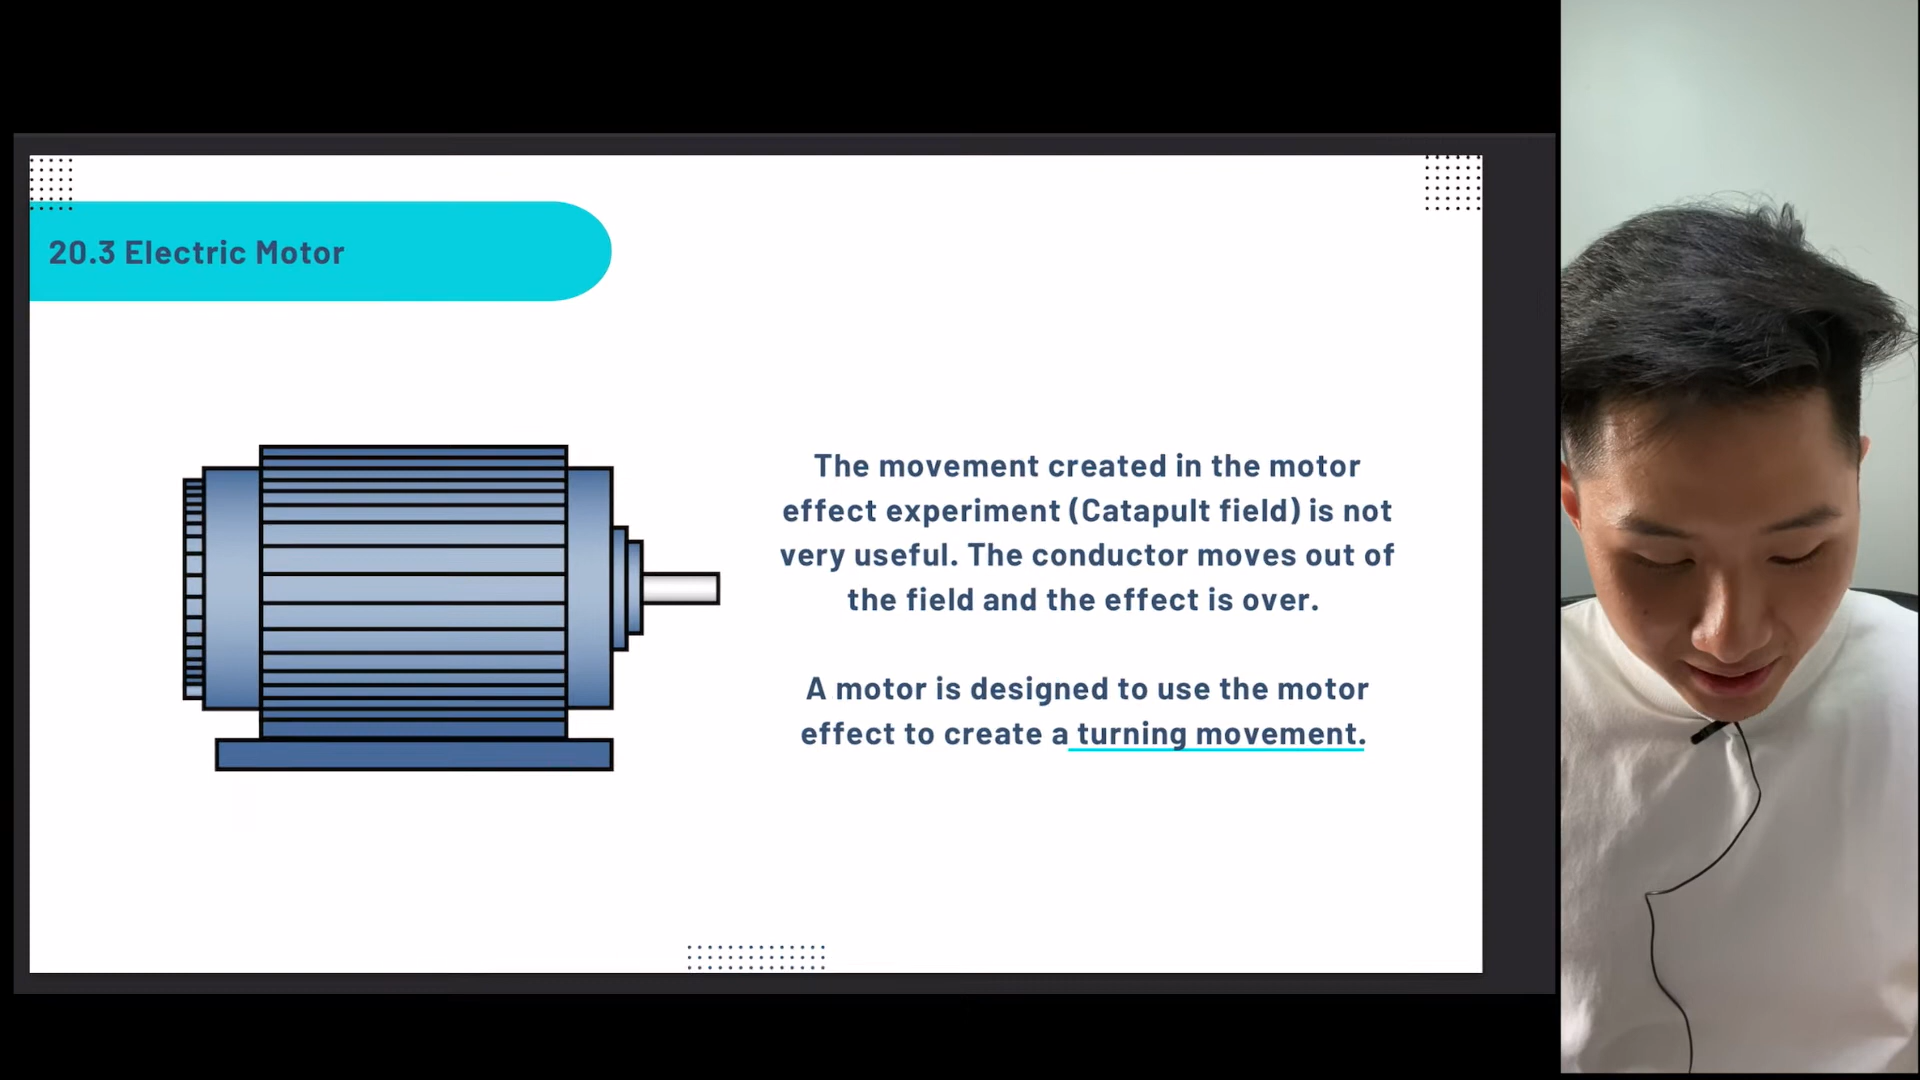 20.3 Electric Motor
The movement created in the motor
effect experiment (Catapult field) is not
very useful. The conductor moves out of
the field and the effect is over.
A motor is designed to use the motor
effect to create a turning movement.